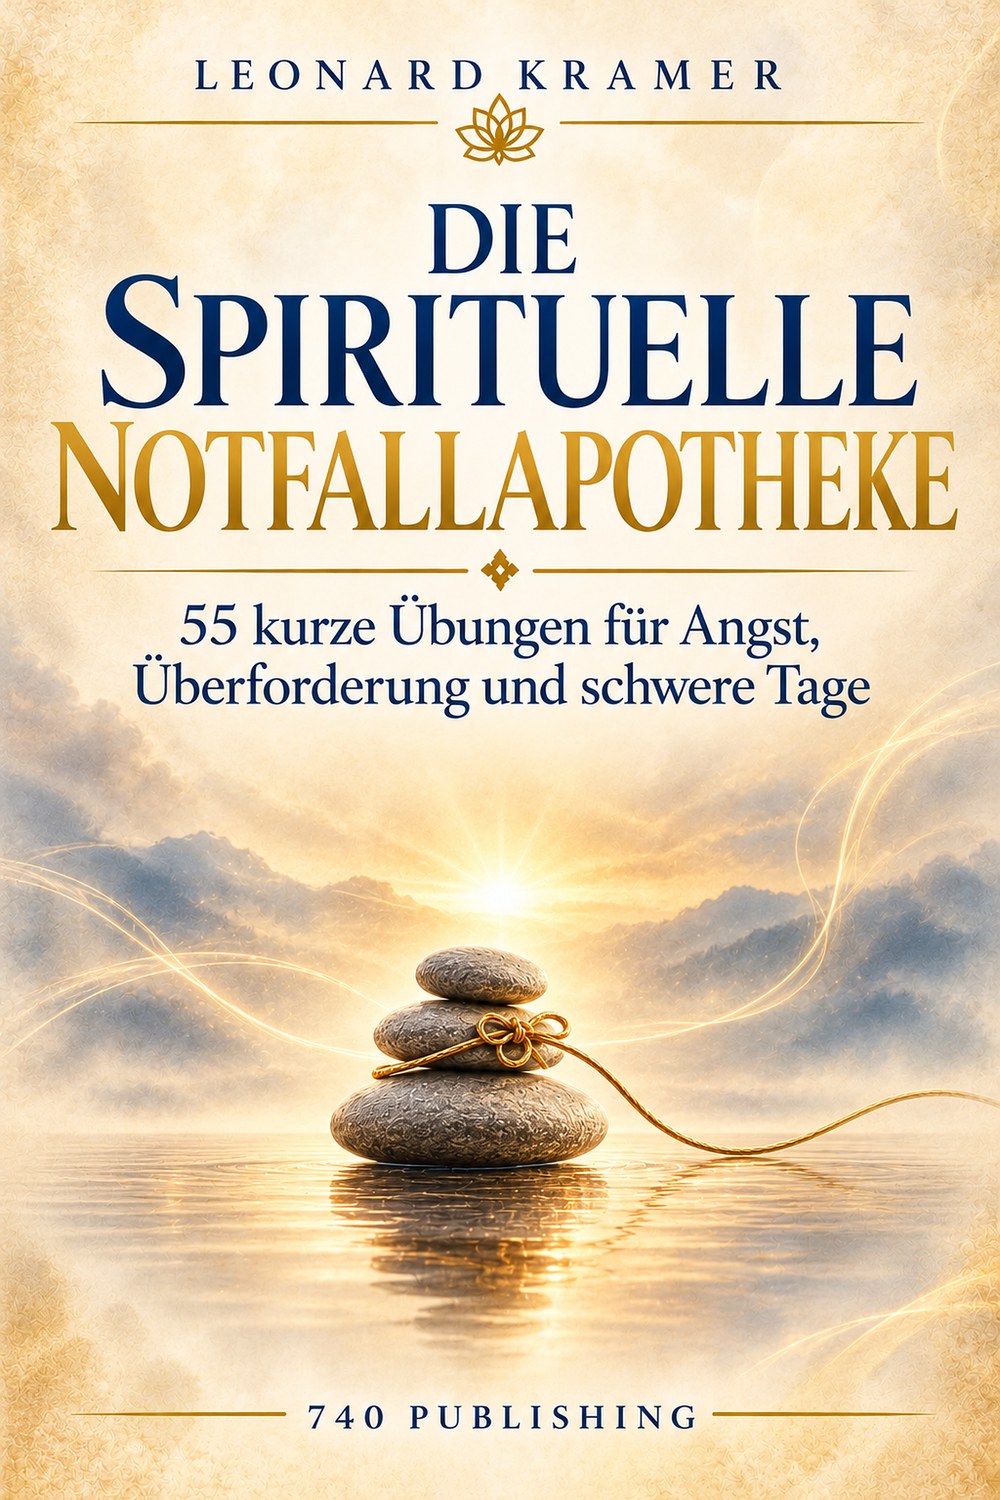 LEONARD KRAMER
DIE
SPIRITUELLE
NOTFALLAPOTHEKE
55 kurze Übungen für Angst,
Überforderung und schwere Tage
740 PUBLISHING